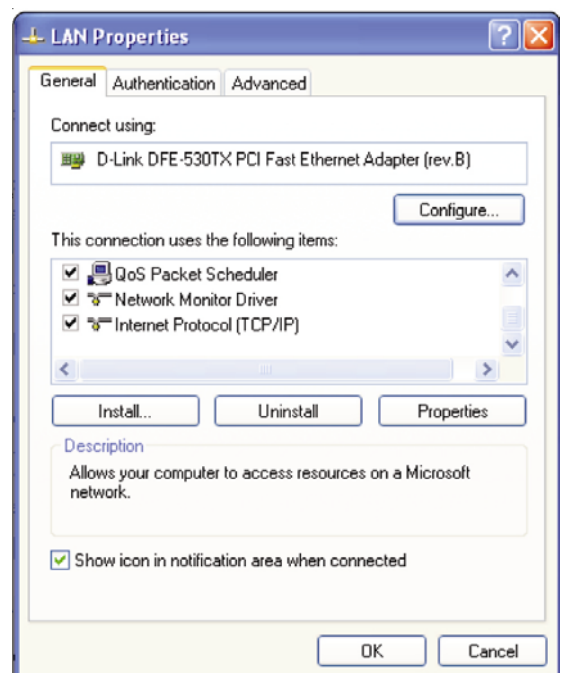 LAN Properties
General Authentication Advanced
Connect using:
D-Link DFE-530TX PCI Fast Ethernet Adapter (rev.B)
Configure...
This connection uses the following items:
QoS Packet Scheduler
Network Monitor Driver
Internet Protocol (TCP/IP)
Install... Uninstall Properties
Description
Allows your computer to access resources on a Microsoft
network.
Show icon in notification area when connected
OK Cancel